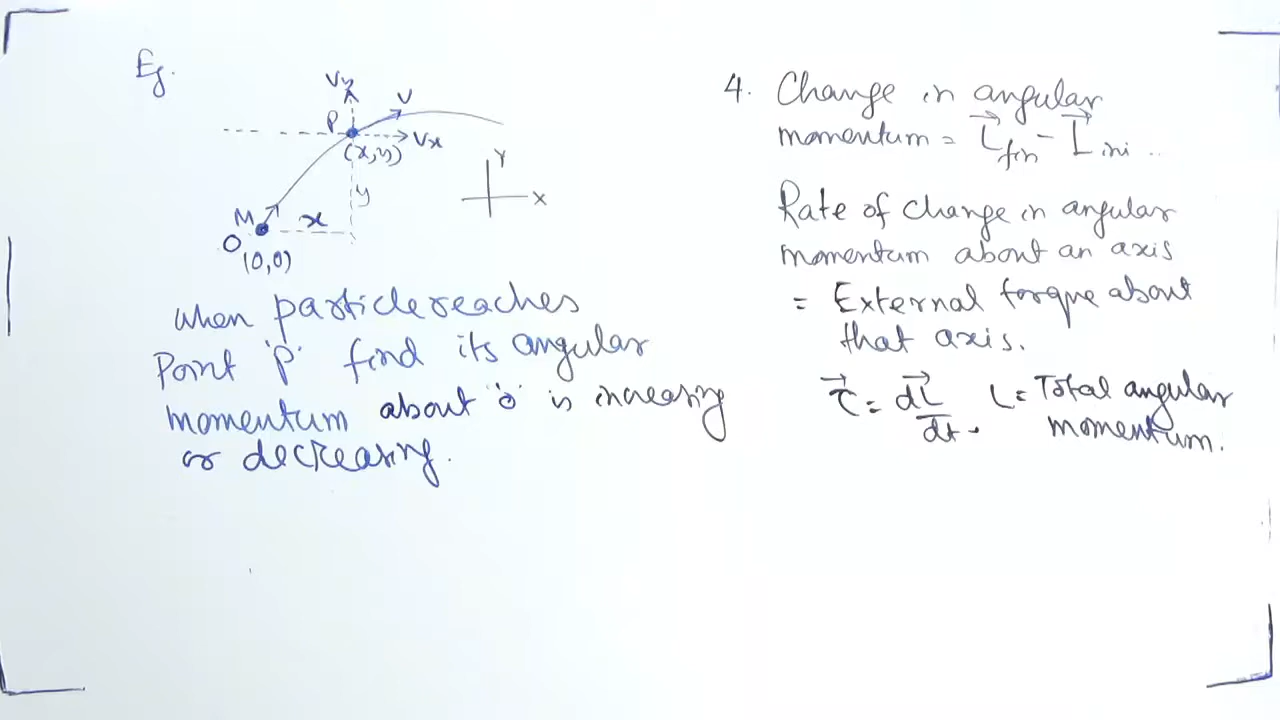 Eg.
Vy
V
P
Vx
(x,y)
Y
y
X
M
x
O
(0,0)
when particle reaches
Point 'P' find its angular
momentum about 'o' is increasing
or decreasing.
4. Change in angular
momentum = L⃗fin - L⃗ini ..
Rate of change in angular
momentum about an axis
= External torque about
that axis.
τ⃗ = dL⃗/dt . L = Total angular
momentum.